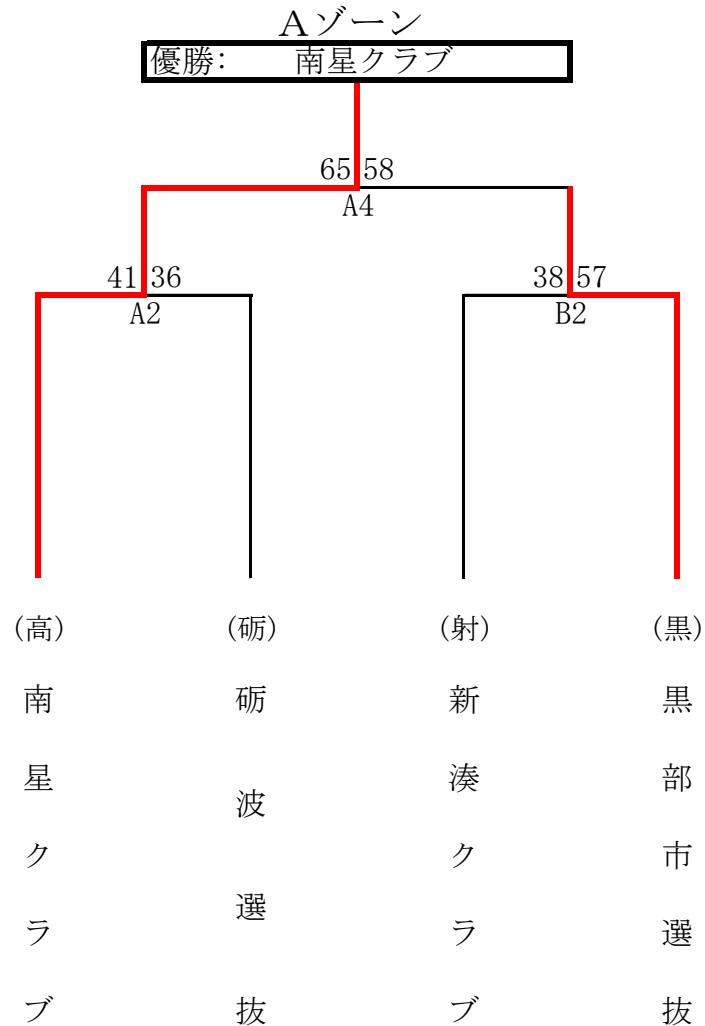 Aゾーン
優勝: 南星クラブ
65 58
A4
41 36
A2
38 57
B2
(高)
(砺)
(射)
(黒)
南星クラブ
砺波選抜
新湊クラブ
黒部市選抜